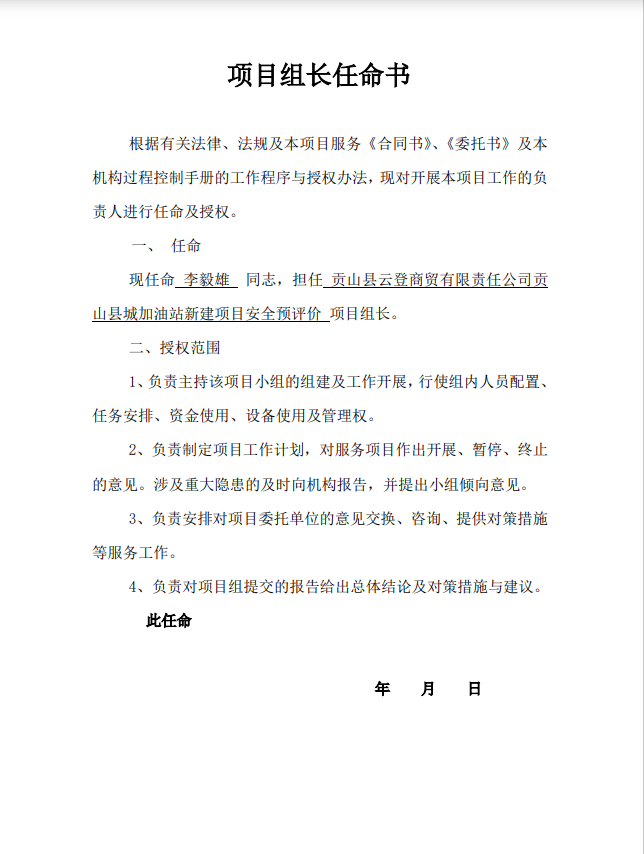 项目组长任命书
根据有关法律、法规及本项目服务《合同书》、《委托书》及本
机构过程控制手册的工作程序与授权办法，现对开展本项目工作的负
责人进行任命及授权。
一、 任命
现任命 李毅雄 同志，担任 贡山县云登商贸有限责任公司贡
山县城加油站新建项目安全预评价 项目组长。
二、授权范围
1、负责主持该项目小组的组建及工作开展，行使组内人员配置、
任务安排、资金使用、设备使用及管理权。
2、负责制定项目工作计划，对服务项目作出开展、暂停、终止
的意见。涉及重大隐患的及时向机构报告，并提出小组倾向意见。
3、负责安排对项目委托单位的意见交换、咨询、提供对策措施
等服务工作。
4、负责对项目组提交的报告给出总体结论及对策措施与建议。
此任命
年 月 日